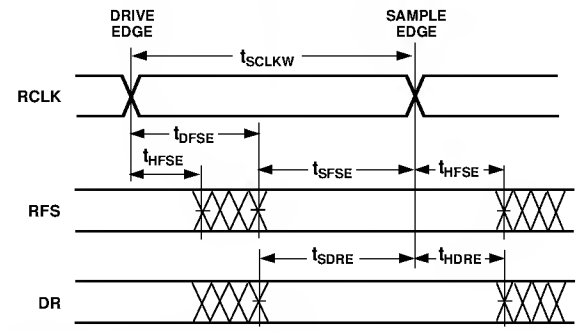 DRIVE
EDGE
SAMPLE
EDGE
tSCLKW
RCLK
tDFSE
tHFSE
tSFSE
tHFSE
RFS
tSDRE
tHDRE
DR